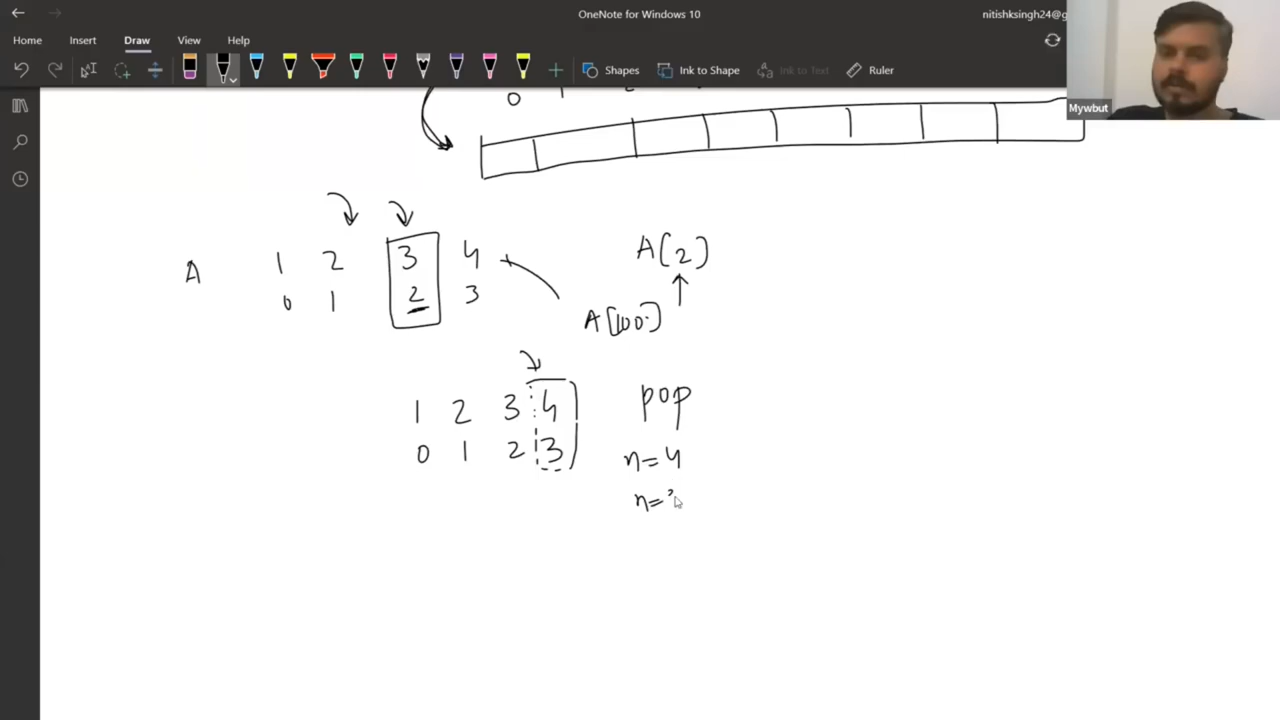 OneNote for Windows 10
nitishksingh24@g
Home Insert Draw View Help
Shapes Ink to Shape Ink to Text Ruler
Mywbut
0 1
A 1 2 3 4
0 1 2 3
A[2]
A[100]
1 2 3 4
0 1 2 3
pop
n=4
n=